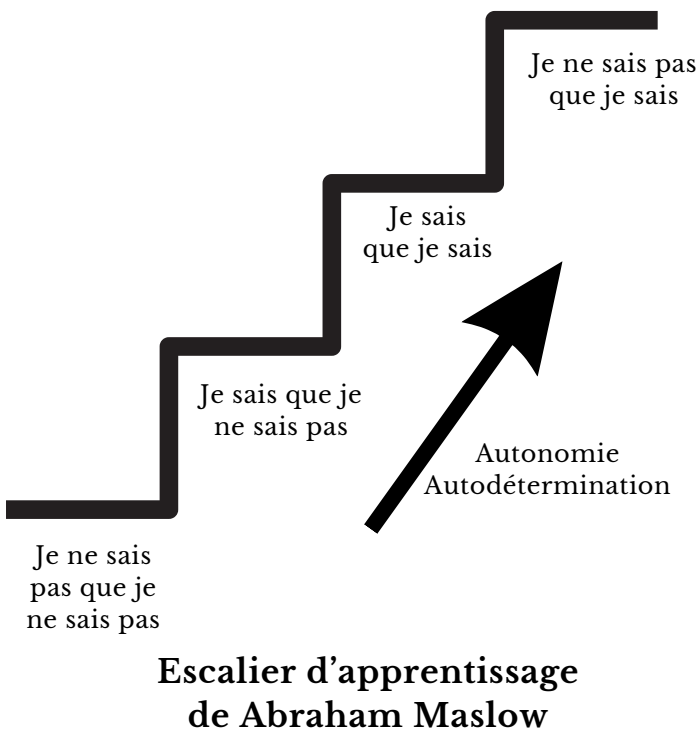 Je ne sais pas
que je sais
Je sais
que je sais
Je sais que je
ne sais pas
Autonomie
Autodétermination
Je ne sais
pas que je
ne sais pas
Escalier d’apprentissage
de Abraham Maslow